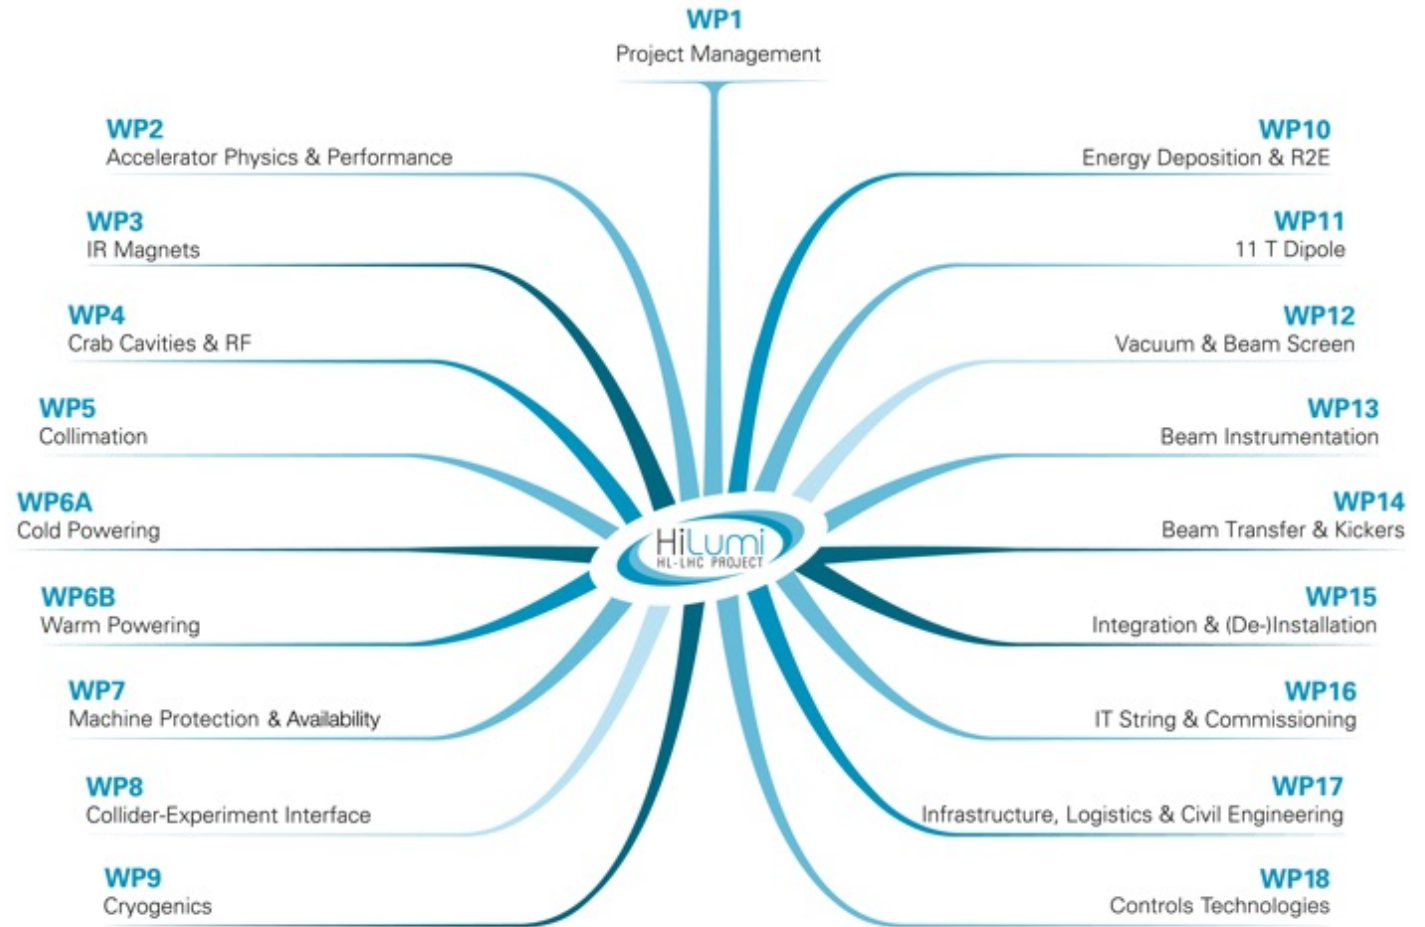 WP1
Project Management
WP2
Accelerator Physics & Performance
WP3
IR Magnets
WP4
Crab Cavities & RF
WP5
Collimation
WP6A
Cold Powering
WP6B
Warm Powering
WP7
Machine Protection & Availability
WP8
Collider-Experiment Interface
WP9
Cryogenics
HiLumi
HL-LHC PROJECT
WP10
Energy Deposition & R2E
WP11
11 T Dipole
WP12
Vacuum & Beam Screen
WP13
Beam Instrumentation
WP14
Beam Transfer & Kickers
WP15
Integration & (De-)Installation
WP16
IT String & Commissioning
WP17
Infrastructure, Logistics & Civil Engineering
WP18
Controls Technologies